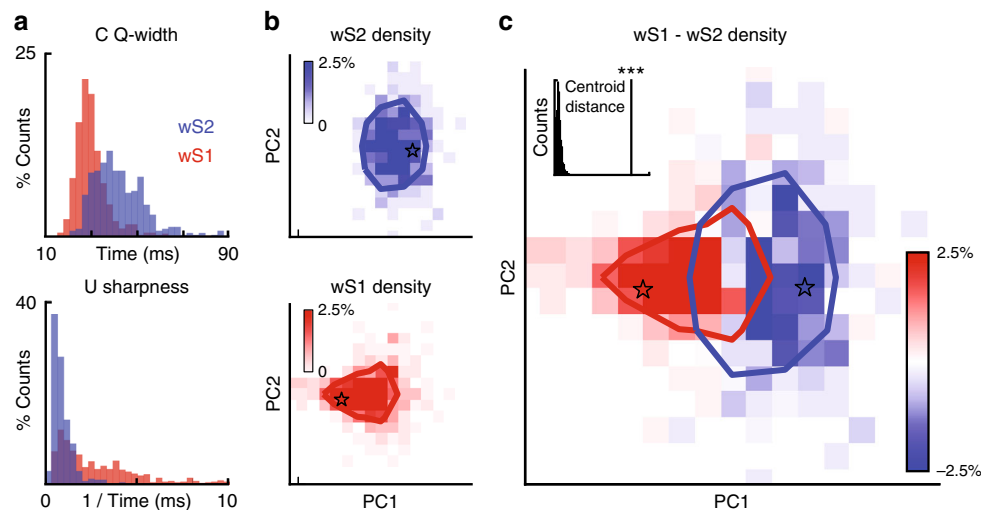 a
C Q-width
25
% Counts
wS2
wS1
10 Time (ms) 90
U sharpness
40
% Counts
0 1 / Time (ms) 10
b
wS2 density
2.5%
0
PC2
wS1 density
2.5%
0
PC2
PC1
c
wS1 - wS2 density
***
Centroid
distance
Counts
PC2
2.5%
–2.5%
PC1